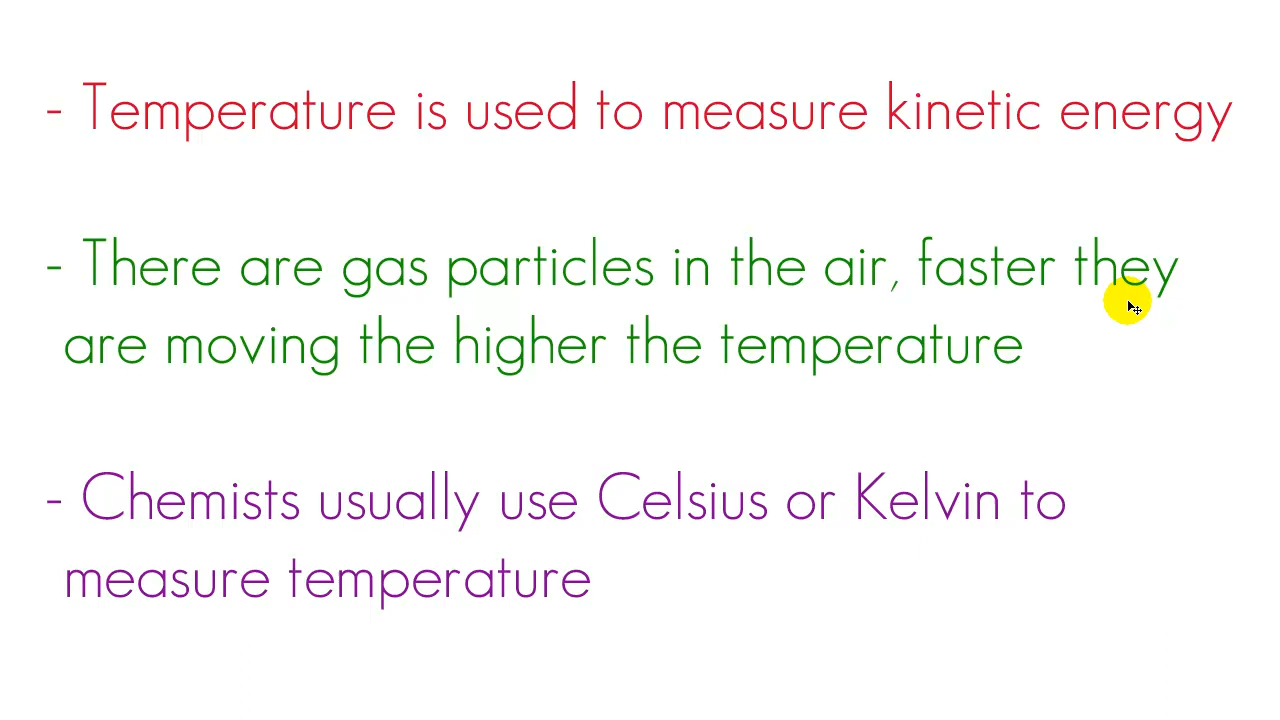 - Temperature is used to measure kinetic energy
- There are gas particles in the air, faster they
are moving the higher the temperature
- Chemists usually use Celsius or Kelvin to
measure temperature